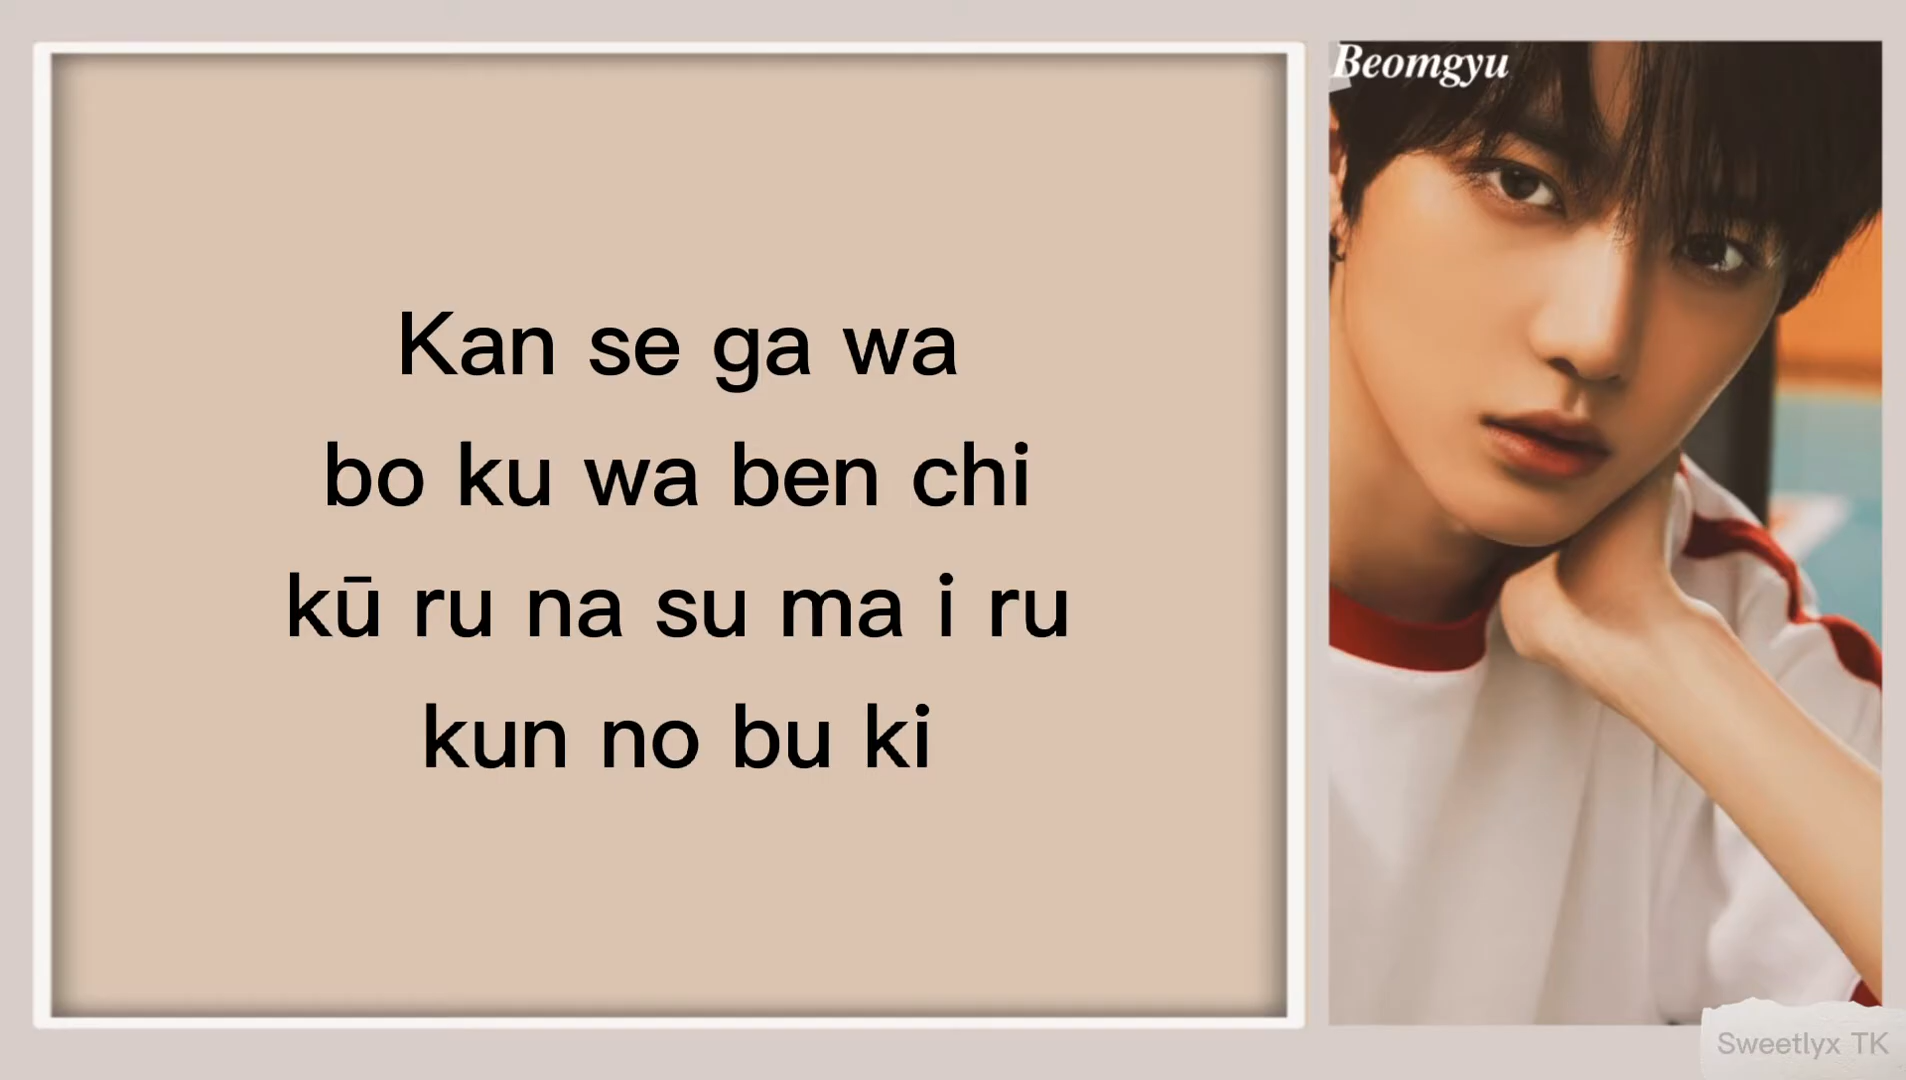 Beomgyu
Kan se ga wa
bo ku wa ben chi
kū ru na su ma i ru
kun no bu ki
Sweetlyx TK